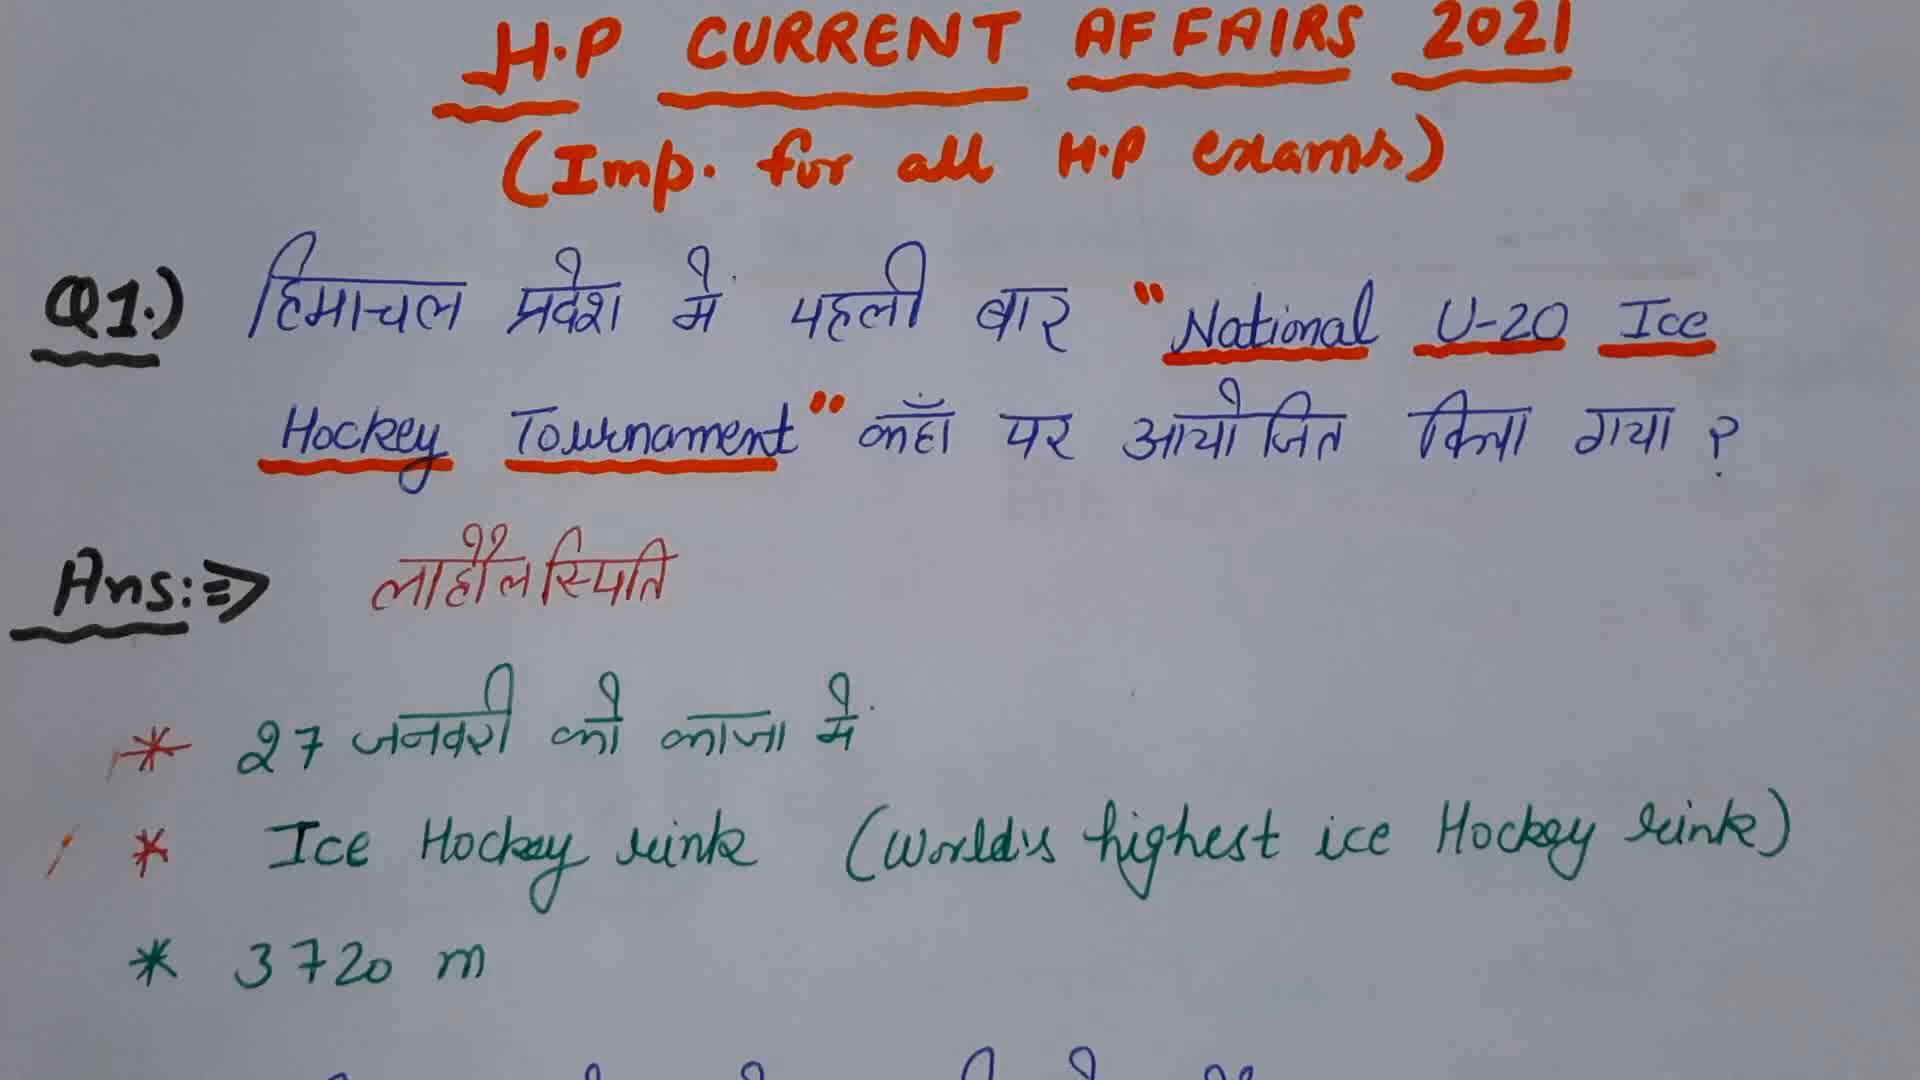 H.P CURRENT AFFAIRS 2021
(Imp. for all H.P exams)
Q1.) हिमाचल प्रदेश में पहली बार "National U-20 Ice
Hockey Tournament" कहाँ पर आयोजित किया गया ?
Ans:⇒ लाहौल स्पिति
* 27 जनवरी को काजा में
* Ice Hockey rink (World's highest ice Hockey rink)
* 3720 m